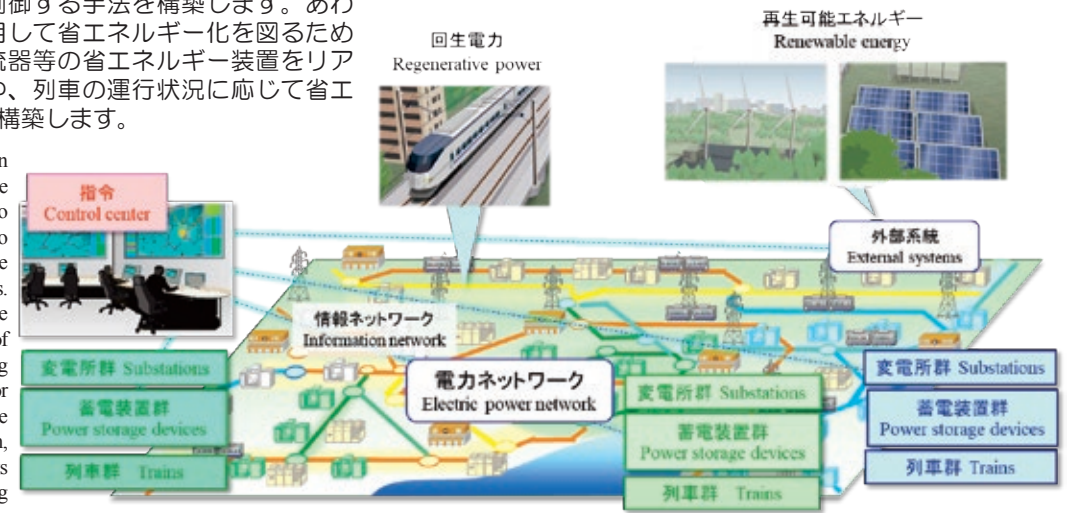 制御する手法を構築します。あわ
用して省エネルギー化を図るため
流器等の省エネルギー装置をリア
や、列車の運行状況に応じて省エ
構築します。
n
e
o
o
e
s.
e
of
g
or
e
n,
s
g
回生電力
Regenerative power
再生可能エネルギー
Renewable energy
指令
Control center
外部系統
External systems
情報ネットワーク
Information network
電力ネットワーク
Electric power network
変電所群 Substations
蓄電装置群
Power storage devices
列車群 Trains
変電所群 Substations
蓄電装置群
Power storage devices
列車群 Trains
変電所群 Substations
蓄電装置群
Power storage devices
列車群 Trains